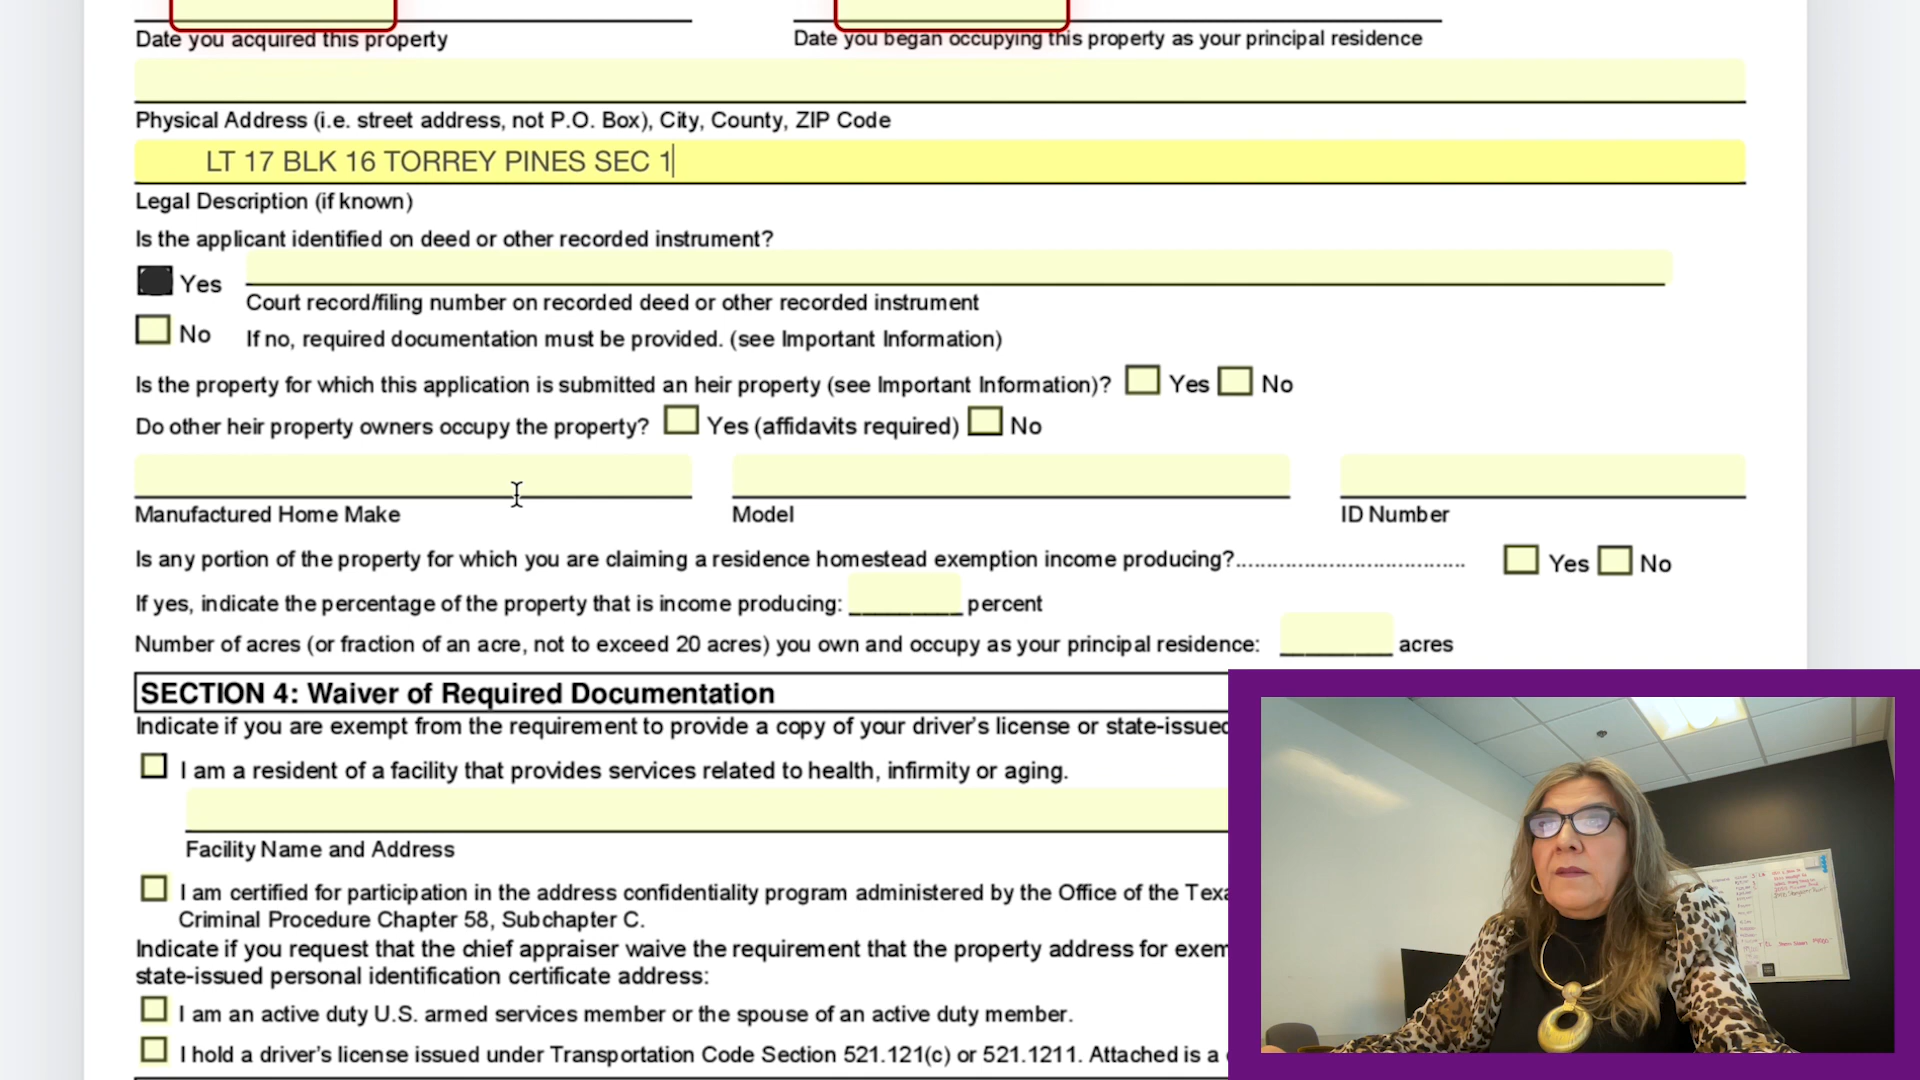 Date you acquired this property
Date you began occupying this property as your principal residence
Physical Address (i.e. street address, not P.O. Box), City, County, ZIP Code
LT 17 BLK 16 TORREY PINES SEC 1
Legal Description (if known)
Is the applicant identified on deed or other recorded instrument?
Yes
Court record/filing number on recorded deed or other recorded instrument
No If no, required documentation must be provided. (see Important Information)
Is the property for which this application is submitted an heir property (see Important Information)? Yes No
Do other heir property owners occupy the property? Yes (affidavits required) No
Manufactured Home Make Model ID Number
Is any portion of the property for which you are claiming a residence homestead exemption income producing?...................................... Yes No
If yes, indicate the percentage of the property that is income producing: ________ percent
Number of acres (or fraction of an acre, not to exceed 20 acres) you own and occupy as your principal residence: ________ acres
SECTION 4: Waiver of Required Documentation
Indicate if you are exempt from the requirement to provide a copy of your driver's license or state-issued
I am a resident of a facility that provides services related to health, infirmity or aging.
Facility Name and Address
I am certified for participation in the address confidentiality program administered by the Office of the Texa
Criminal Procedure Chapter 58, Subchapter C.
Indicate if you request that the chief appraiser waive the requirement that the property address for exem
state-issued personal identification certificate address:
I am an active duty U.S. armed services member or the spouse of an active duty member.
I hold a driver's license issued under Transportation Code Section 521.121(c) or 521.1211. Attached is a